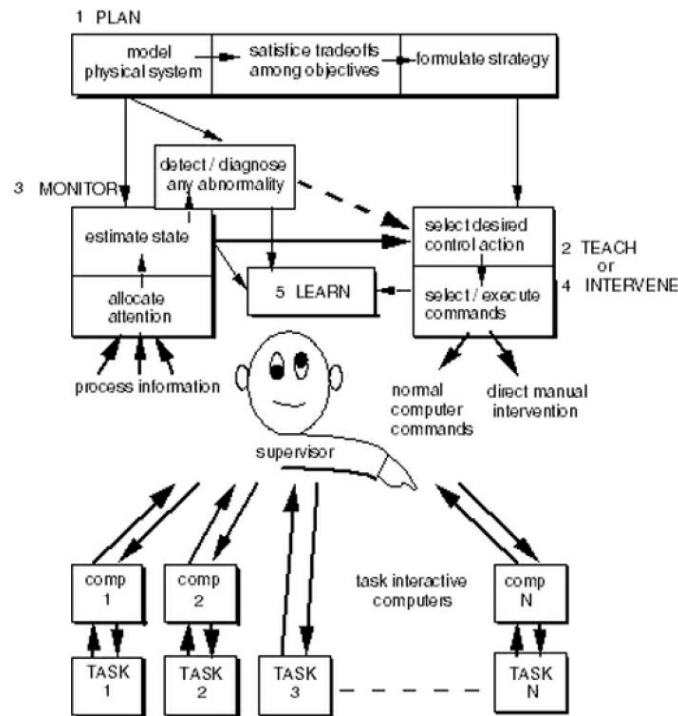 1 PLAN
model
physical system
satisfice tradeoffs
among objectives
formulate strategy
detect / diagnose
any abnormality
3 MONITOR
estimate state
allocate
attention
process information
5 LEARN
select desired
control action
select / execute
commands
2 TEACH
or
4 INTERVENE
normal
computer
commands
direct manual
intervention
supervisor
comp
1
comp
2
task interactive
computers
comp
N
TASK
1
TASK
2
TASK
3
TASK
N